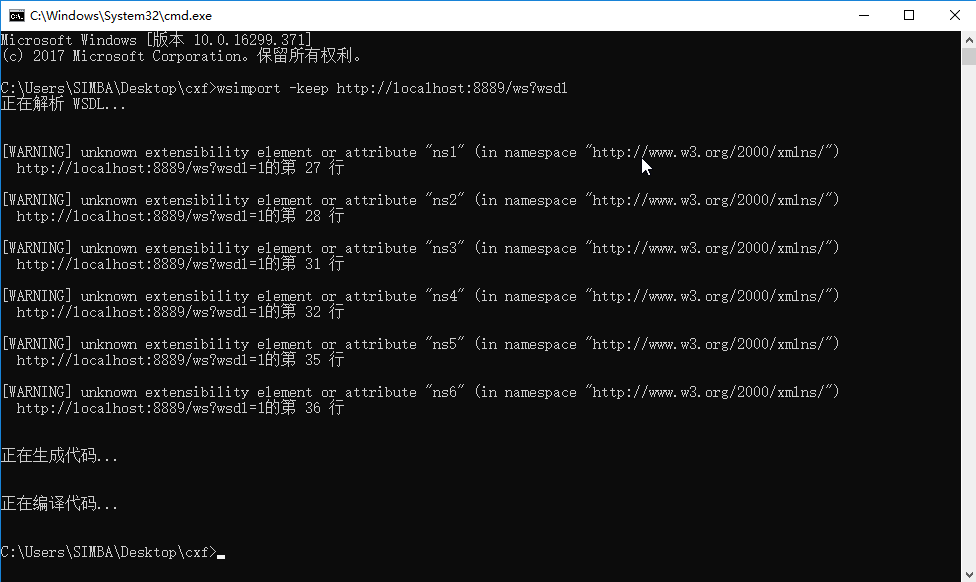 C:\Windows\System32\cmd.exe
Microsoft Windows [版本 10.0.16299.371]
(c) 2017 Microsoft Corporation。保留所有权利。
C:\Users\SIMBA\Desktop\cxf>wsimport -keep http://localhost:8889/ws?wsdl
正在解析 WSDL...
[WARNING] unknown extensibility element or attribute "ns1" (in namespace "http://www.w3.org/2000/xmlns/")
http://localhost:8889/ws?wsdl=1的第 27 行
[WARNING] unknown extensibility element or attribute "ns2" (in namespace "http://www.w3.org/2000/xmlns/")
http://localhost:8889/ws?wsdl=1的第 28 行
[WARNING] unknown extensibility element or attribute "ns3" (in namespace "http://www.w3.org/2000/xmlns/")
http://localhost:8889/ws?wsdl=1的第 31 行
[WARNING] unknown extensibility element or attribute "ns4" (in namespace "http://www.w3.org/2000/xmlns/")
http://localhost:8889/ws?wsdl=1的第 32 行
[WARNING] unknown extensibility element or attribute "ns5" (in namespace "http://www.w3.org/2000/xmlns/")
http://localhost:8889/ws?wsdl=1的第 35 行
[WARNING] unknown extensibility element or attribute "ns6" (in namespace "http://www.w3.org/2000/xmlns/")
http://localhost:8889/ws?wsdl=1的第 36 行
正在生成代码...
正在编译代码...
C:\Users\SIMBA\Desktop\cxf>